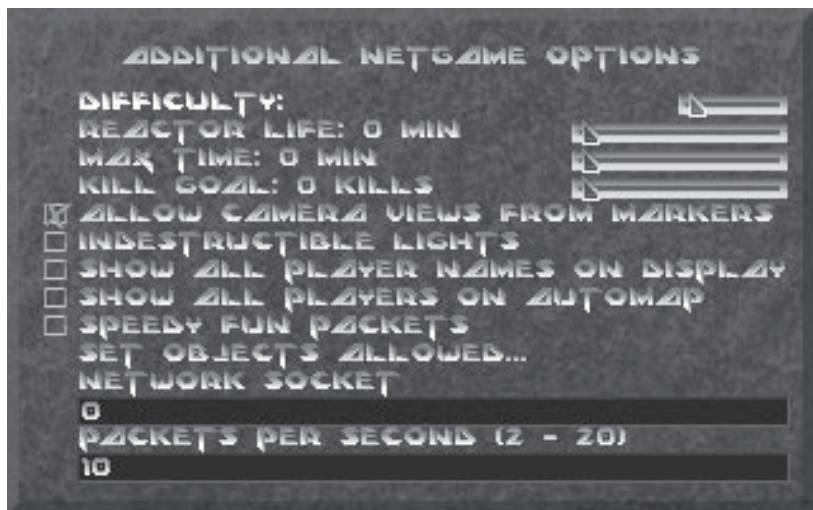 ADDITIONAL NETGAME OPTIONS
DIFFICULTY:
REACTOR LIFE: 0 MIN
MAX TIME: 0 MIN
KILL GOAL: 0 KILLS
ALLOW CAMERA VIEWS FROM MARKERS
INDESTRUCTIBLE LIGHTS
SHOW ALL PLAYER NAMES ON DISPLAY
SHOW ALL PLAYERS ON AUTOMAP
SPEEDY FUN PACKETS
SET OBJECTS ALLOWED...
NETWORK SOCKET
0
PACKETS PER SECOND (2 - 20)
10